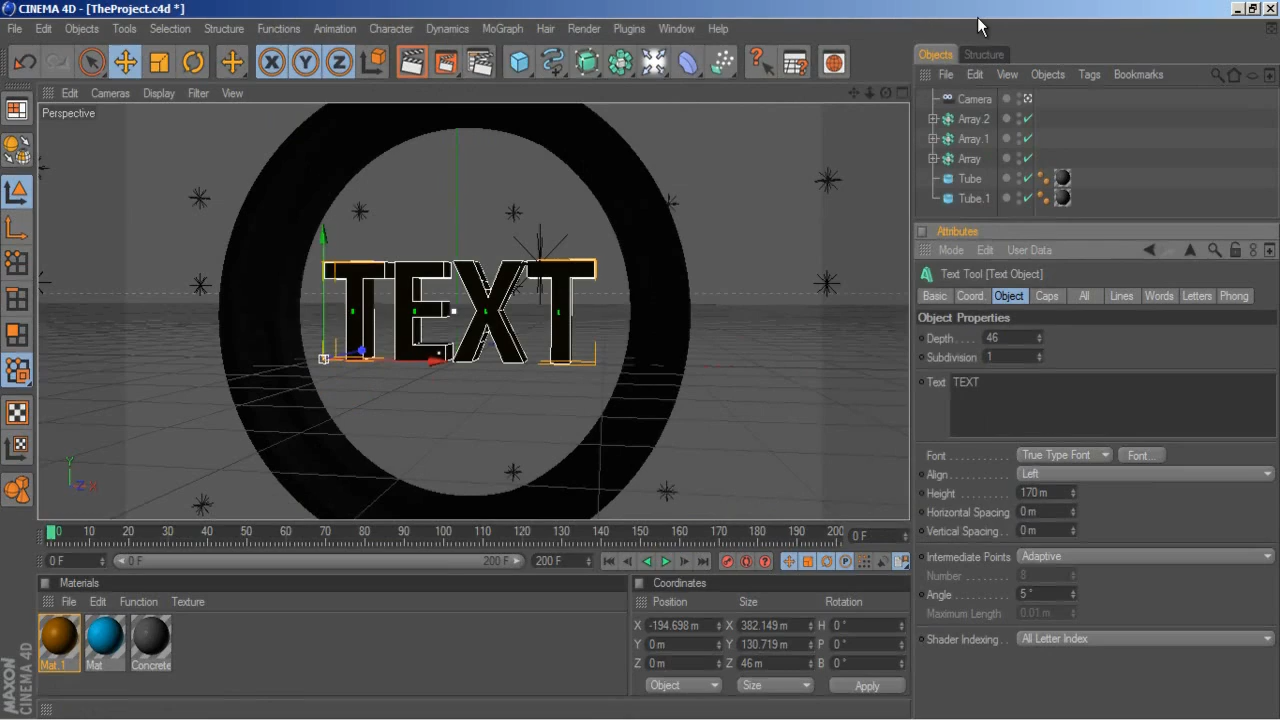 CINEMA 4D - [TheProject.c4d *]
File Edit Objects Tools Selection Structure Functions Animation Character Dynamics MoGraph Hair Render Plugins Window Help
X Y Z
Objects Structure
File Edit View Objects Tags Bookmarks
Edit Cameras Display Filter View
Perspective
Camera
Array.2
Array.1
Array
Tube
Tube.1
Attributes
Mode Edit User Data
Text Tool [Text Object]
Basic Coord. Object Caps All Lines Words Letters Phong
Object Properties
Depth . . . . 46
Subdivision 1
Text TEXT
TEXT
Y
Z X
Font . . . . . . . . . . . True Type Font Font...
Align . . . . . . . . . . . Left
Height . . . . . . . . . . 170 m
Horizontal Spacing 0 m
Vertical Spacing . . 0 m
Intermediate Points Adaptive
Number . . . . . . . . 8
Angle . . . . . . . . . . 5 °
Maximum Length 0.01 m
Shader Indexing . . All Letter Index
0 10 20 30 40 50 60 70 80 90 100 110 120 130 140 150 160 170 180 190 200 0 F
0 F 0 F 200 F 200 F
Materials
File Edit Function Texture
Mat.1 Mat Concrete
Coordinates
Position Size Rotation
X -194.698 m X 382.149 m H 0 °
Y 0 m Y 130.719 m P 0 °
Z 0 m Z 46 m B 0 °
Object Size Apply
MAXON
CINEMA 4D